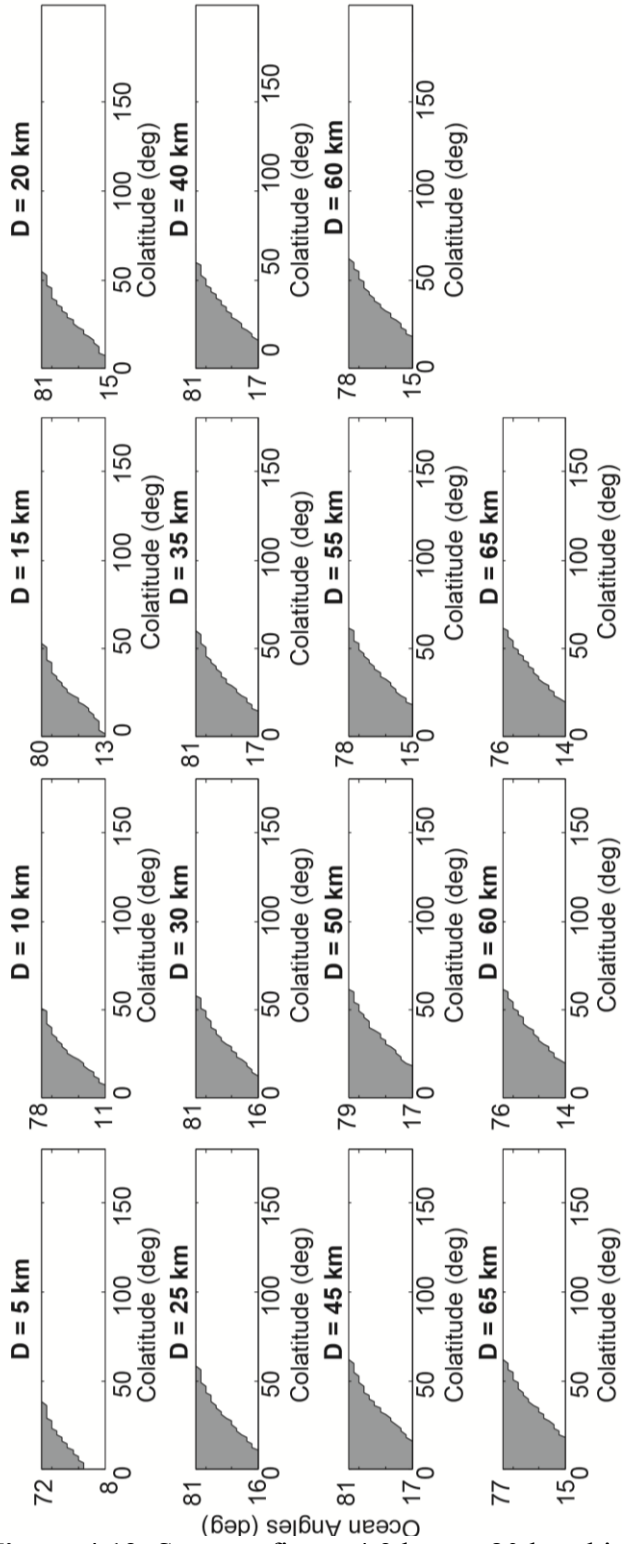 Ocean Angles (deg)
D = 5 km
72
8
0 50 100 150
Colatitude (deg)
D = 10 km
78
11
0 50 100 150
Colatitude (deg)
D = 15 km
80
13
0 50 100 150
Colatitude (deg)
D = 20 km
81
15
0 50 100 150
Colatitude (deg)
D = 25 km
81
16
0 50 100 150
Colatitude (deg)
D = 30 km
81
16
0 50 100 150
Colatitude (deg)
D = 35 km
81
17
0 50 100 150
Colatitude (deg)
D = 40 km
81
17
0 50 100 150
Colatitude (deg)
D = 45 km
81
17
0 50 100 150
Colatitude (deg)
D = 50 km
79
17
0 50 100 150
Colatitude (deg)
D = 55 km
78
15
0 50 100 150
Colatitude (deg)
D = 60 km
78
15
0 50 100 150
Colatitude (deg)
D = 65 km
77
15
0 50 100 150
Colatitude (deg)
D = 60 km
76
14
0 50 100 150
Colatitude (deg)
D = 65 km
76
14
0 50 100 150
Colatitude (deg)